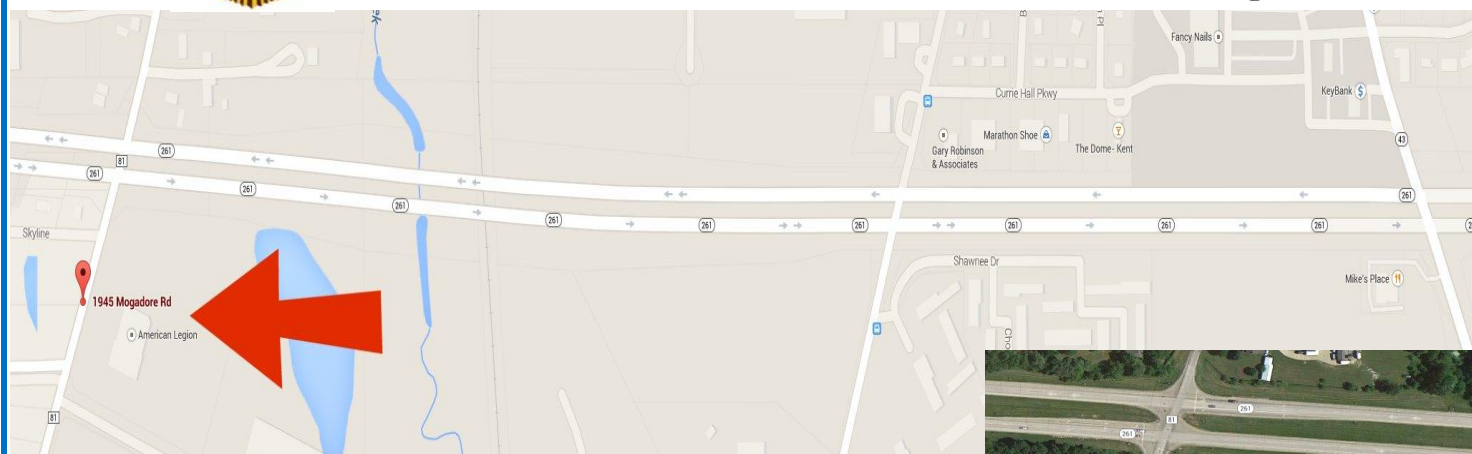 Fancy Nails
KeyBank
$
Currie Hall Pkwy
Marathon Shoe
The Dome- Kent
Gary Robinson
& Associates
43
261
81
261
261
261
261
261
261
261
261
261
261
261
Skyline
Shawnee Dr
Mike's Place
1945 Mogadore Rd
American Legion
81
261
81
261